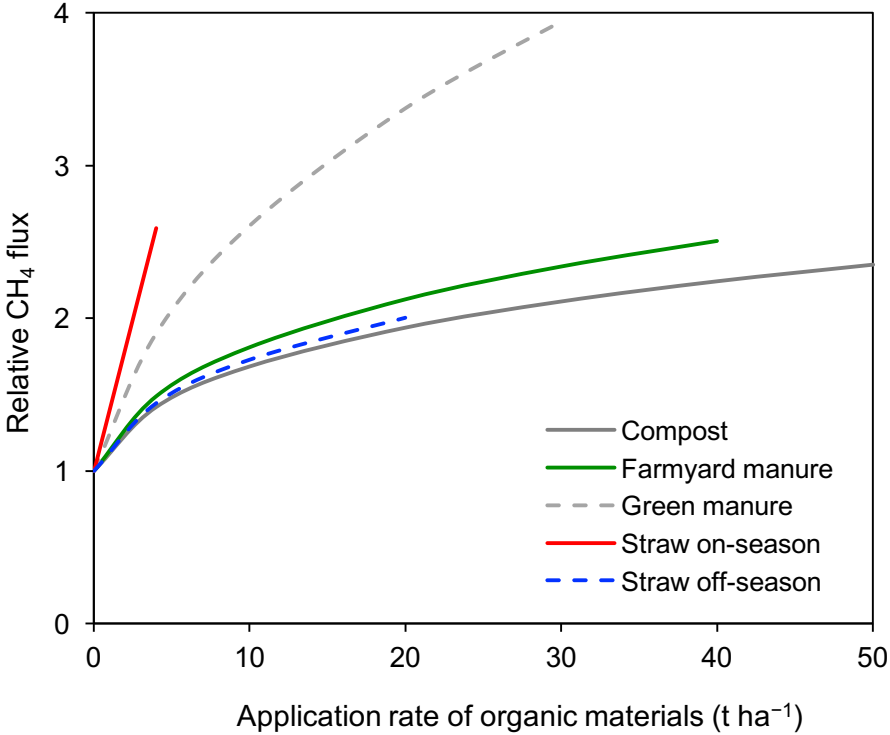 4
3
2
1
0
0
10
20
30
40
50
Relative CH₄ flux
Application rate of organic materials (t ha⁻¹)
Compost
Farmyard manure
Green manure
Straw on-season
Straw off-season